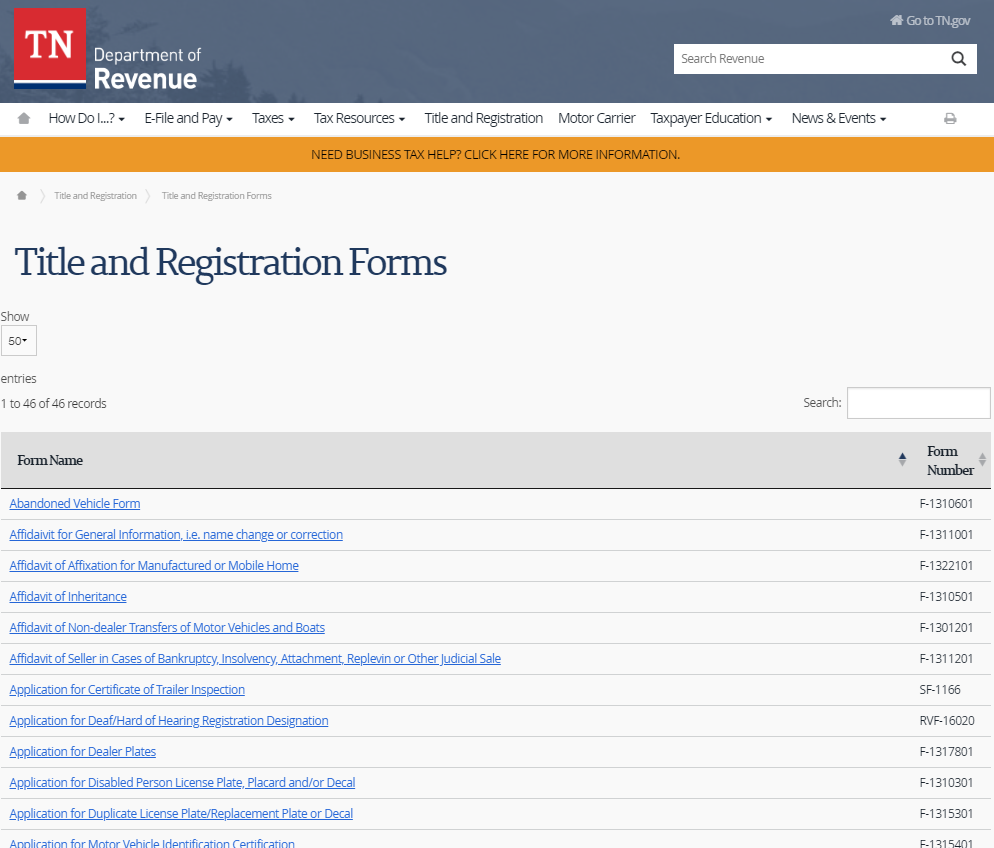 Go to TN.gov
TN
Department of
Revenue
Search Revenue
How Do I...? E-File and Pay Taxes Tax Resources Title and Registration Motor Carrier Taxpayer Education News & Events
NEED BUSINESS TAX HELP? CLICK HERE FOR MORE INFORMATION.
Title and Registration Title and Registration Forms
Title and Registration Forms
Show
50
entries
1 to 46 of 46 records
Search:
Form Name Form Number
Abandoned Vehicle Form F-1310601
Affidaivit for General Information, i.e. name change or correction F-1311001
Affidavit of Affixation for Manufactured or Mobile Home F-1322101
Affidavit of Inheritance F-1310501
Affidavit of Non-dealer Transfers of Motor Vehicles and Boats F-1301201
Affidavit of Seller in Cases of Bankruptcy, Insolvency, Attachment, Replevin or Other Judicial Sale F-1311201
Application for Certificate of Trailer Inspection SF-1166
Application for Deaf/Hard of Hearing Registration Designation RVF-16020
Application for Dealer Plates F-1317801
Application for Disabled Person License Plate, Placard and/or Decal F-1310301
Application for Duplicate License Plate/Replacement Plate or Decal F-1315301
Application for Motor Vehicle Identification Certification F-1315401